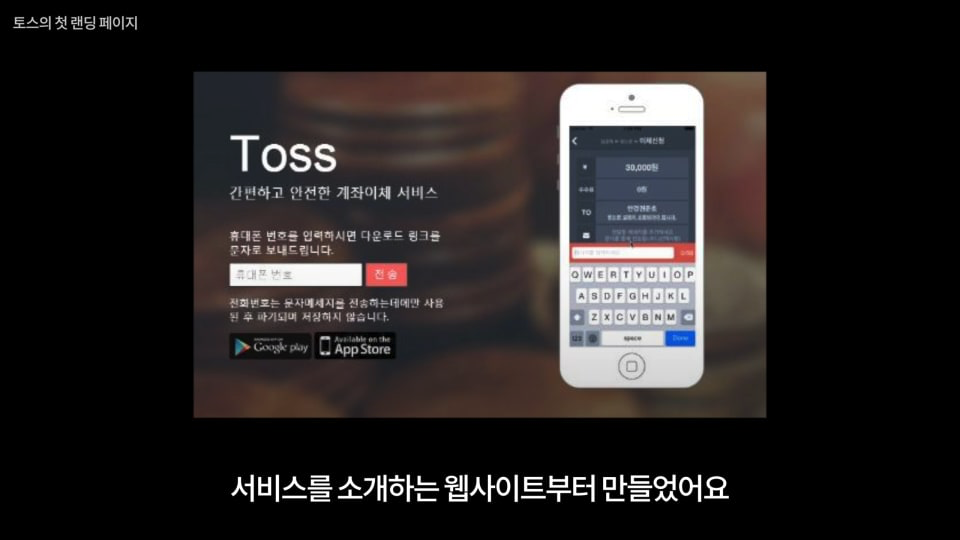 토스의 첫 랜딩 페이지
Toss
간편하고 안전한 계좌이체 서비스
휴대폰 번호를 입력하시면 다운로드 링크를
문자로 보내드립니다.
휴대폰 번호
전송
전화번호는 문자메세지를 전송하는데에만 사용
된 후 파기되며 저장하지 않습니다.
Google play
Available on the
App Store
이체신청
30,000원
0원
TO
Q W E R T Y U I O P
A S D F G H J K L
Z X C V B N M
123
space
Done
서비스를 소개하는 웹사이트부터 만들었어요